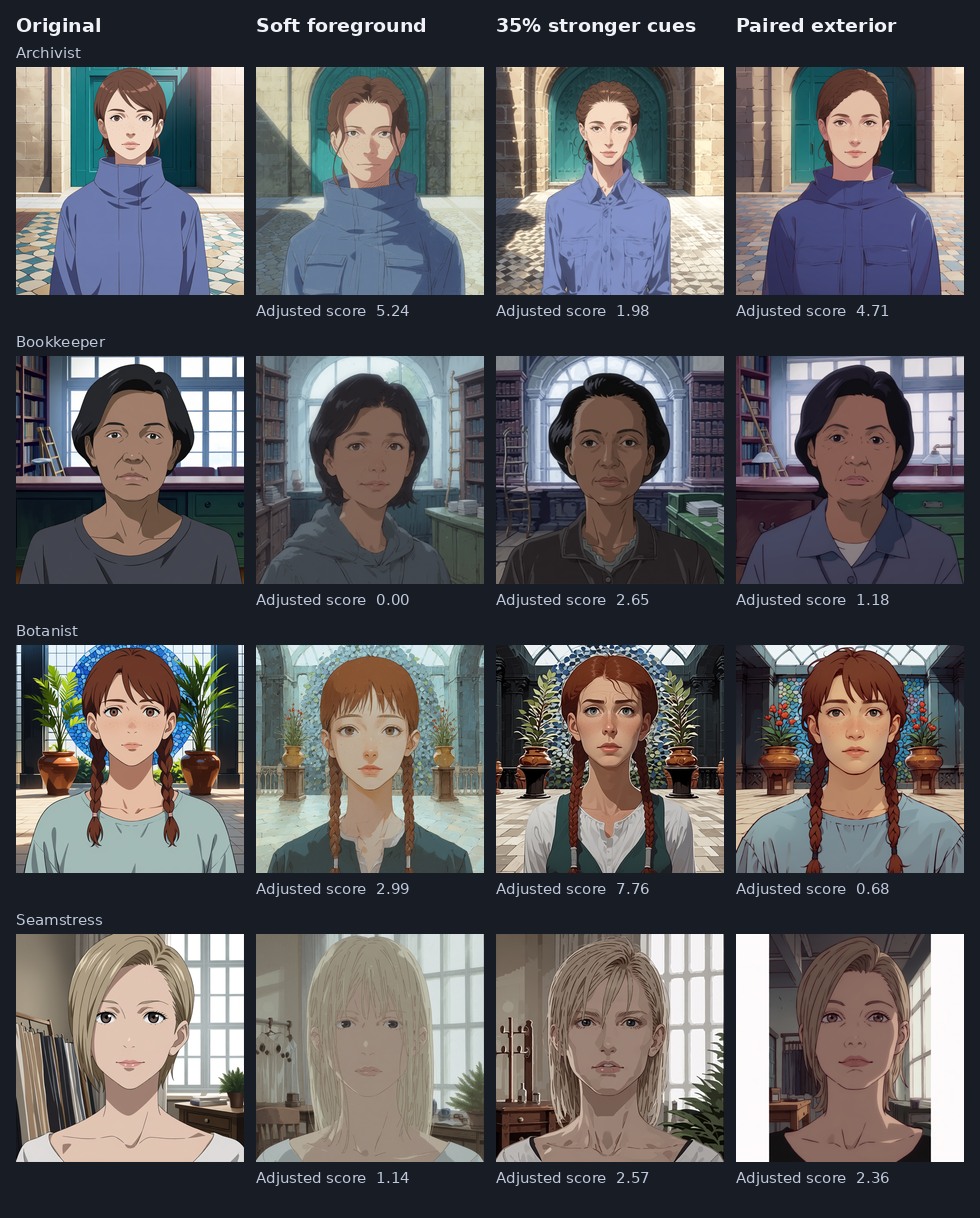 Original Soft foreground 35% stronger cues Paired exterior
Archivist
Adjusted score 5.24 Adjusted score 1.98 Adjusted score 4.71
Bookkeeper
Adjusted score 0.00 Adjusted score 2.65 Adjusted score 1.18
Botanist
Adjusted score 2.99 Adjusted score 7.76 Adjusted score 0.68
Seamstress
Adjusted score 1.14 Adjusted score 2.57 Adjusted score 2.36